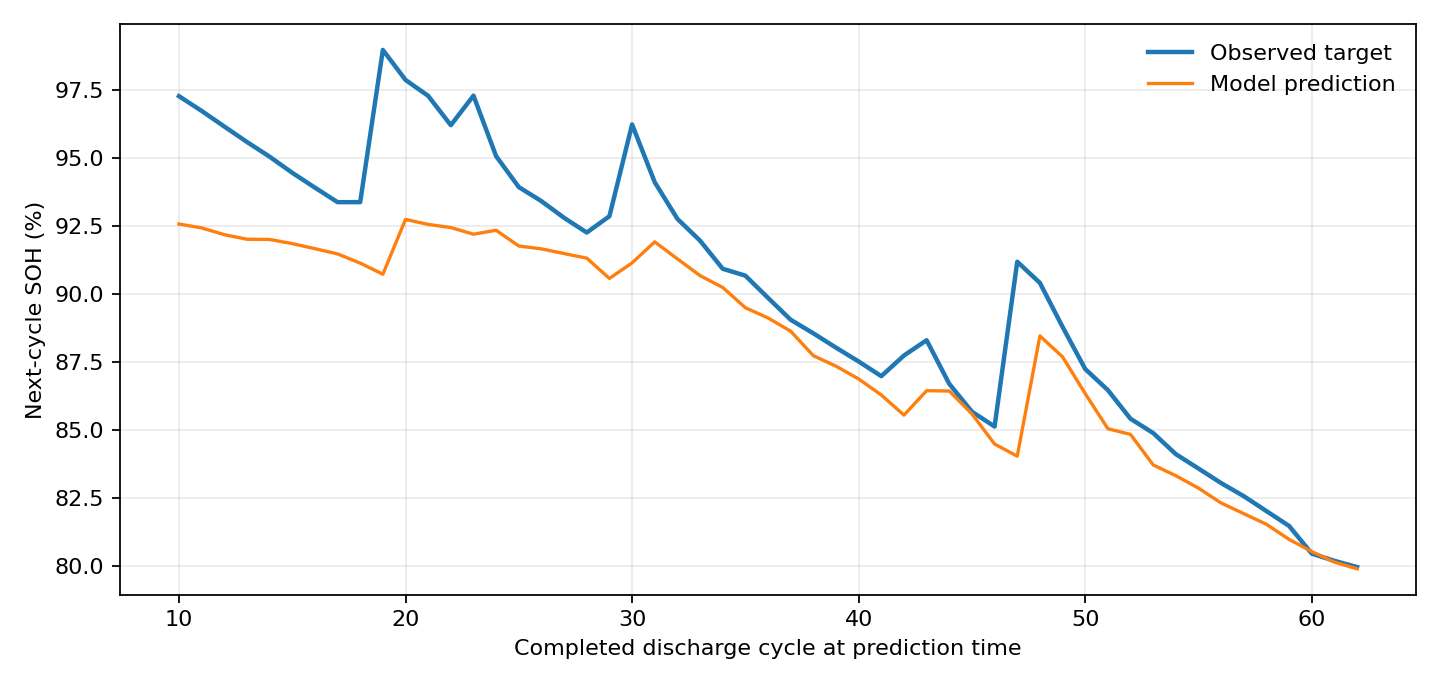 Observed target
Model prediction
Next-cycle SOH (%)
97.5
95.0
92.5
90.0
87.5
85.0
82.5
80.0
10 20 30 40 50 60
Completed discharge cycle at prediction time